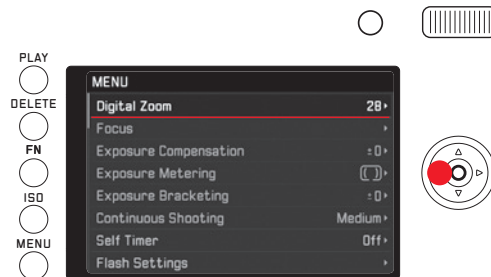 PLAY
DELETE
FN
ISO
MENU
MENU
Digital Zoom 28
Focus
Exposure Compensation ±0
Exposure Metering
Exposure Bracketing ±0
Continuous Shooting Medium
Self Timer Off
Flash Settings